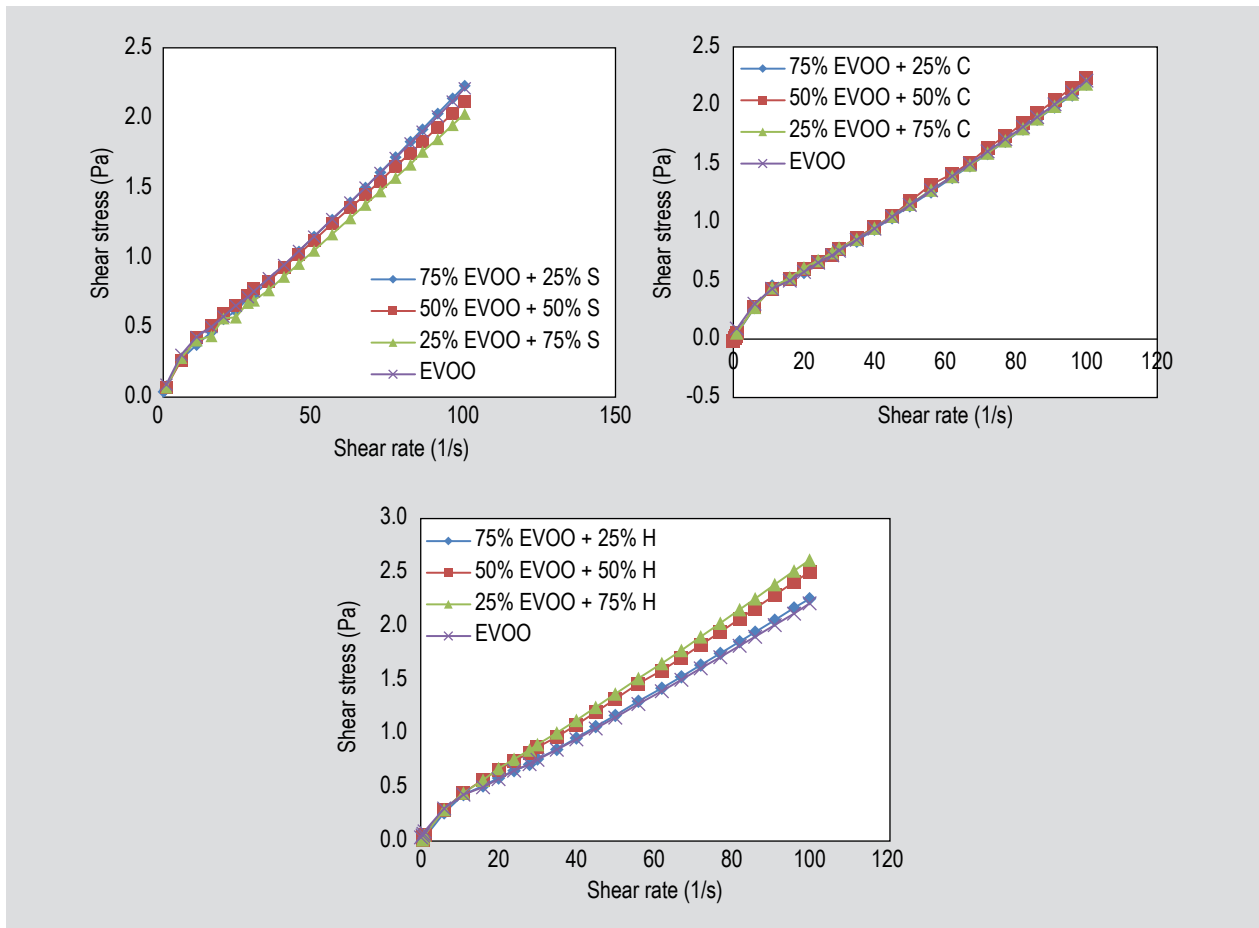 2.5
2.0
1.5
1.0
0.5
0.0
0
50
100
150
Shear stress (Pa)
Shear rate (1/s)
75% EVOO + 25% S
50% EVOO + 50% S
25% EVOO + 75% S
EVOO
2.5
2.0
1.5
1.0
0.5
0.0
-0.5
0
20
40
60
80
100
120
Shear stress (Pa)
Shear rate (1/s)
75% EVOO + 25% C
50% EVOO + 50% C
25% EVOO + 75% C
EVOO
3.0
2.5
2.0
1.5
1.0
0.5
0.0
0
20
40
60
80
100
120
Shear stress (Pa)
Shear rate (1/s)
75% EVOO + 25% H
50% EVOO + 50% H
25% EVOO + 75% H
EVOO